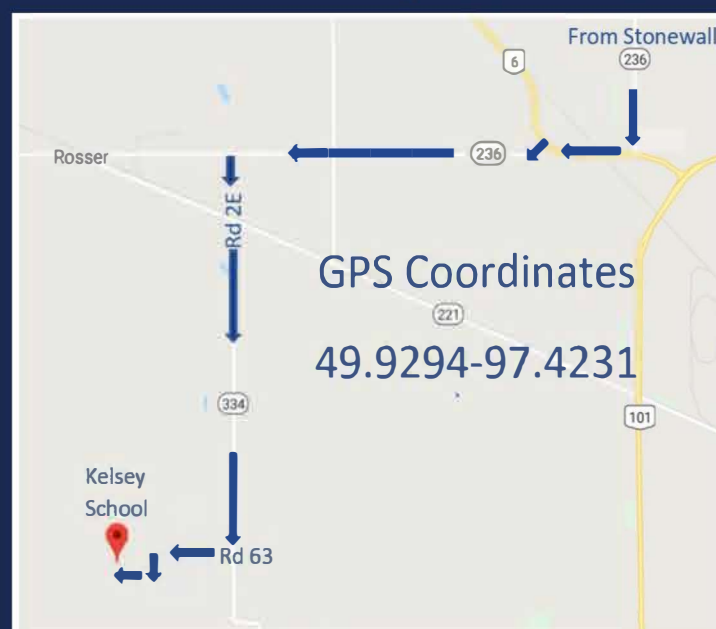 From Stonewall
6
236
Rosser
236
Rd 2E
GPS Coordinates
221
49.9294-97.4231
334
101
Kelsey
School
Rd 63